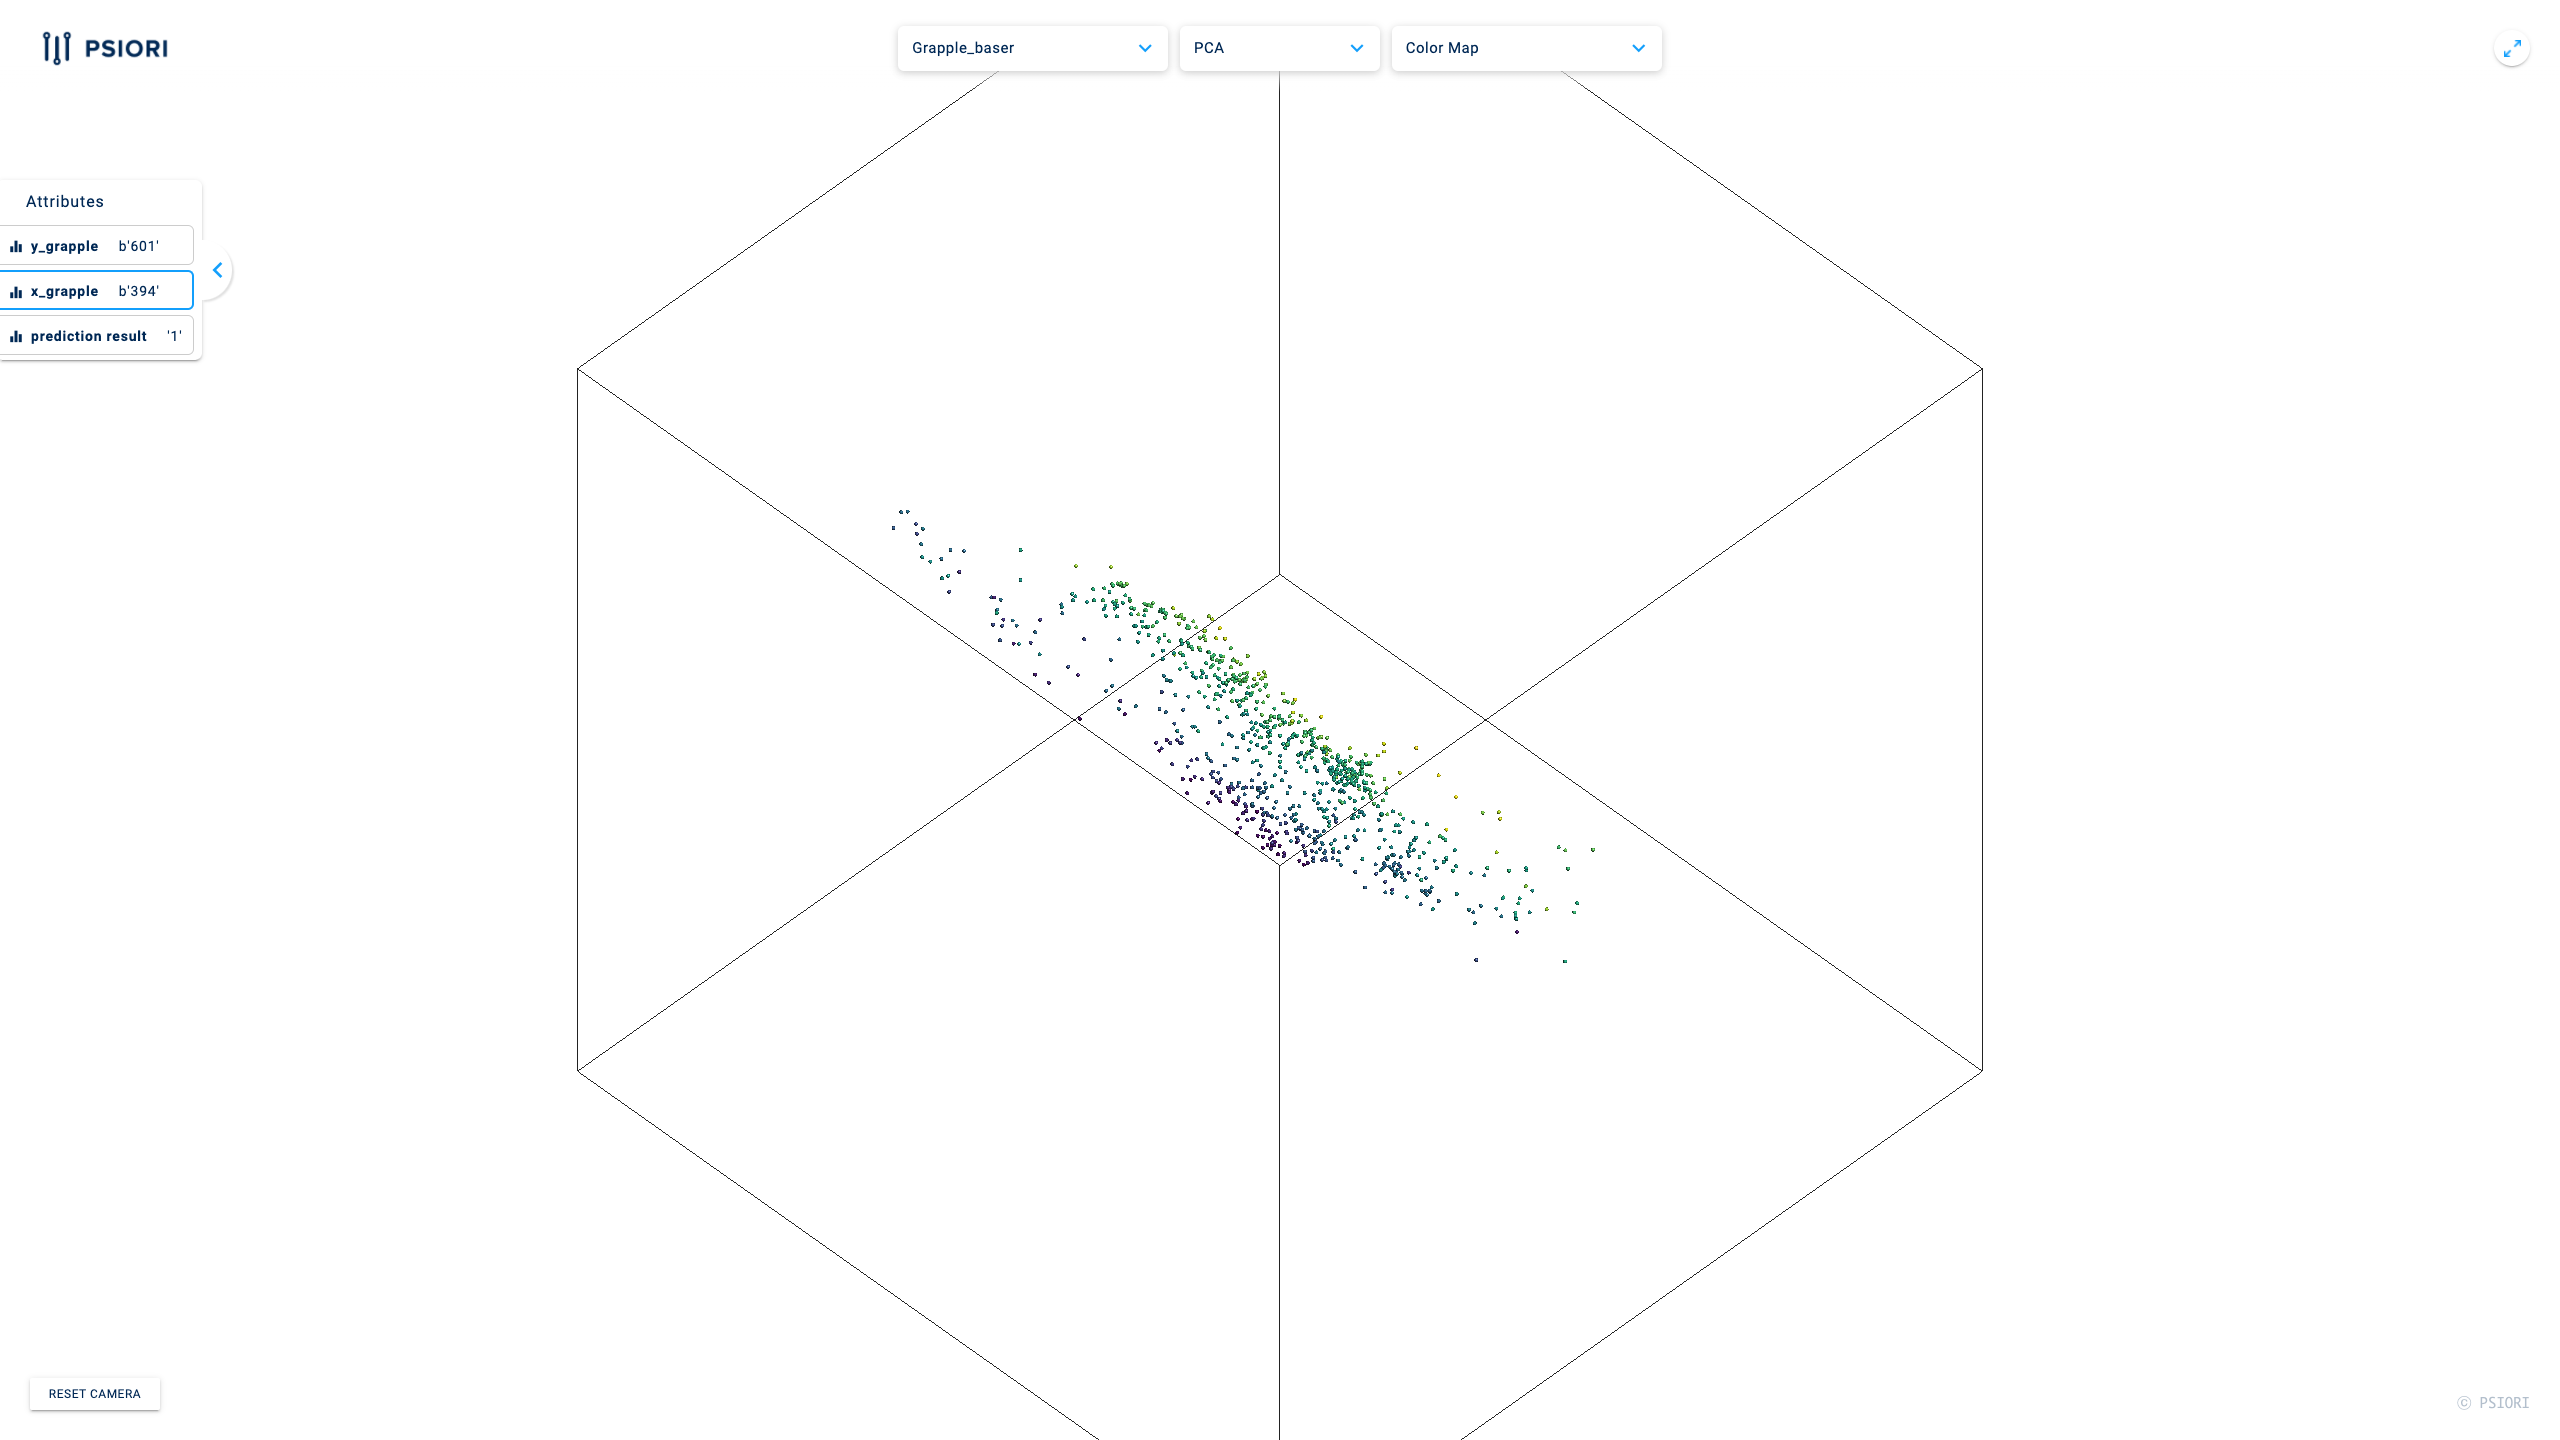 PSIORI
Grapple_baser
PCA
Color Map
Attributes
y_grapple b'601'
x_grapple b'394'
prediction result '1'
RESET CAMERA
© PSIORI